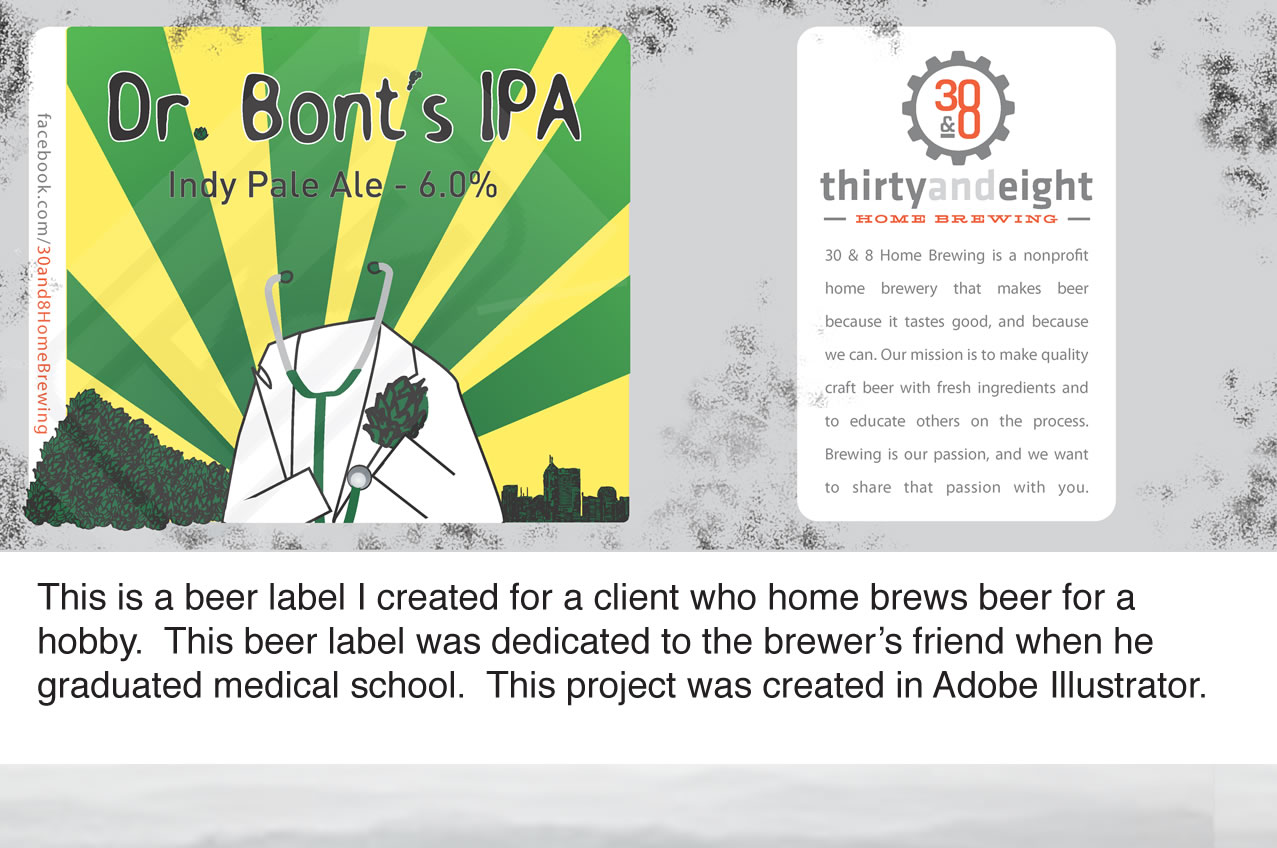 Dr. Bont's IPA
Indy Pale Ale - 6.0%
facebook.com/30and8HomeBrewing
30
&8
thirtyandeight
HOME BREWING
30 & 8 Home Brewing is a nonprofit
home brewery that makes beer
because it tastes good, and because
we can. Our mission is to make quality
craft beer with fresh ingredients and
to educate others on the process.
Brewing is our passion, and we want
to share that passion with you.
This is a beer label I created for a client who home brews beer for a
hobby.  This beer label was dedicated to the brewer’s friend when he
graduated medical school.  This project was created in Adobe Illustrator.